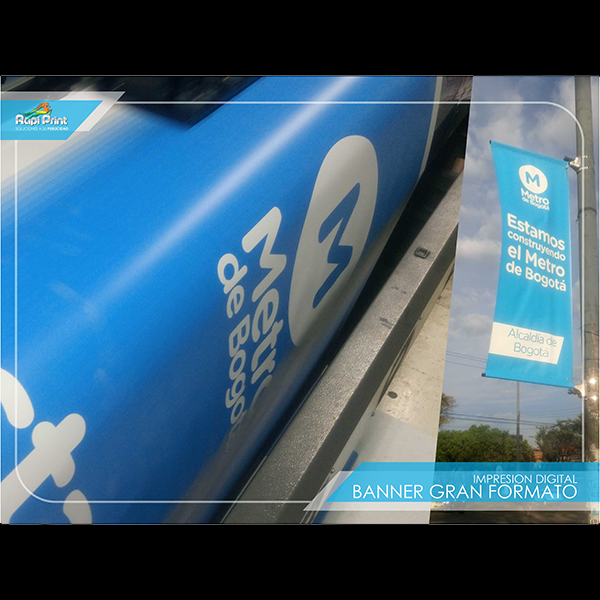 Rapi Print
SOLUCIONES A SU PUBLICIDAD
M
Metro
de Bogotá
M
Metro
de Bogotá
Estamos
construyendo
el Metro
de Bogotá
Alcaldía de
Bogotá
IMPRESION DIGITAL
BANNER GRAN FORMATO